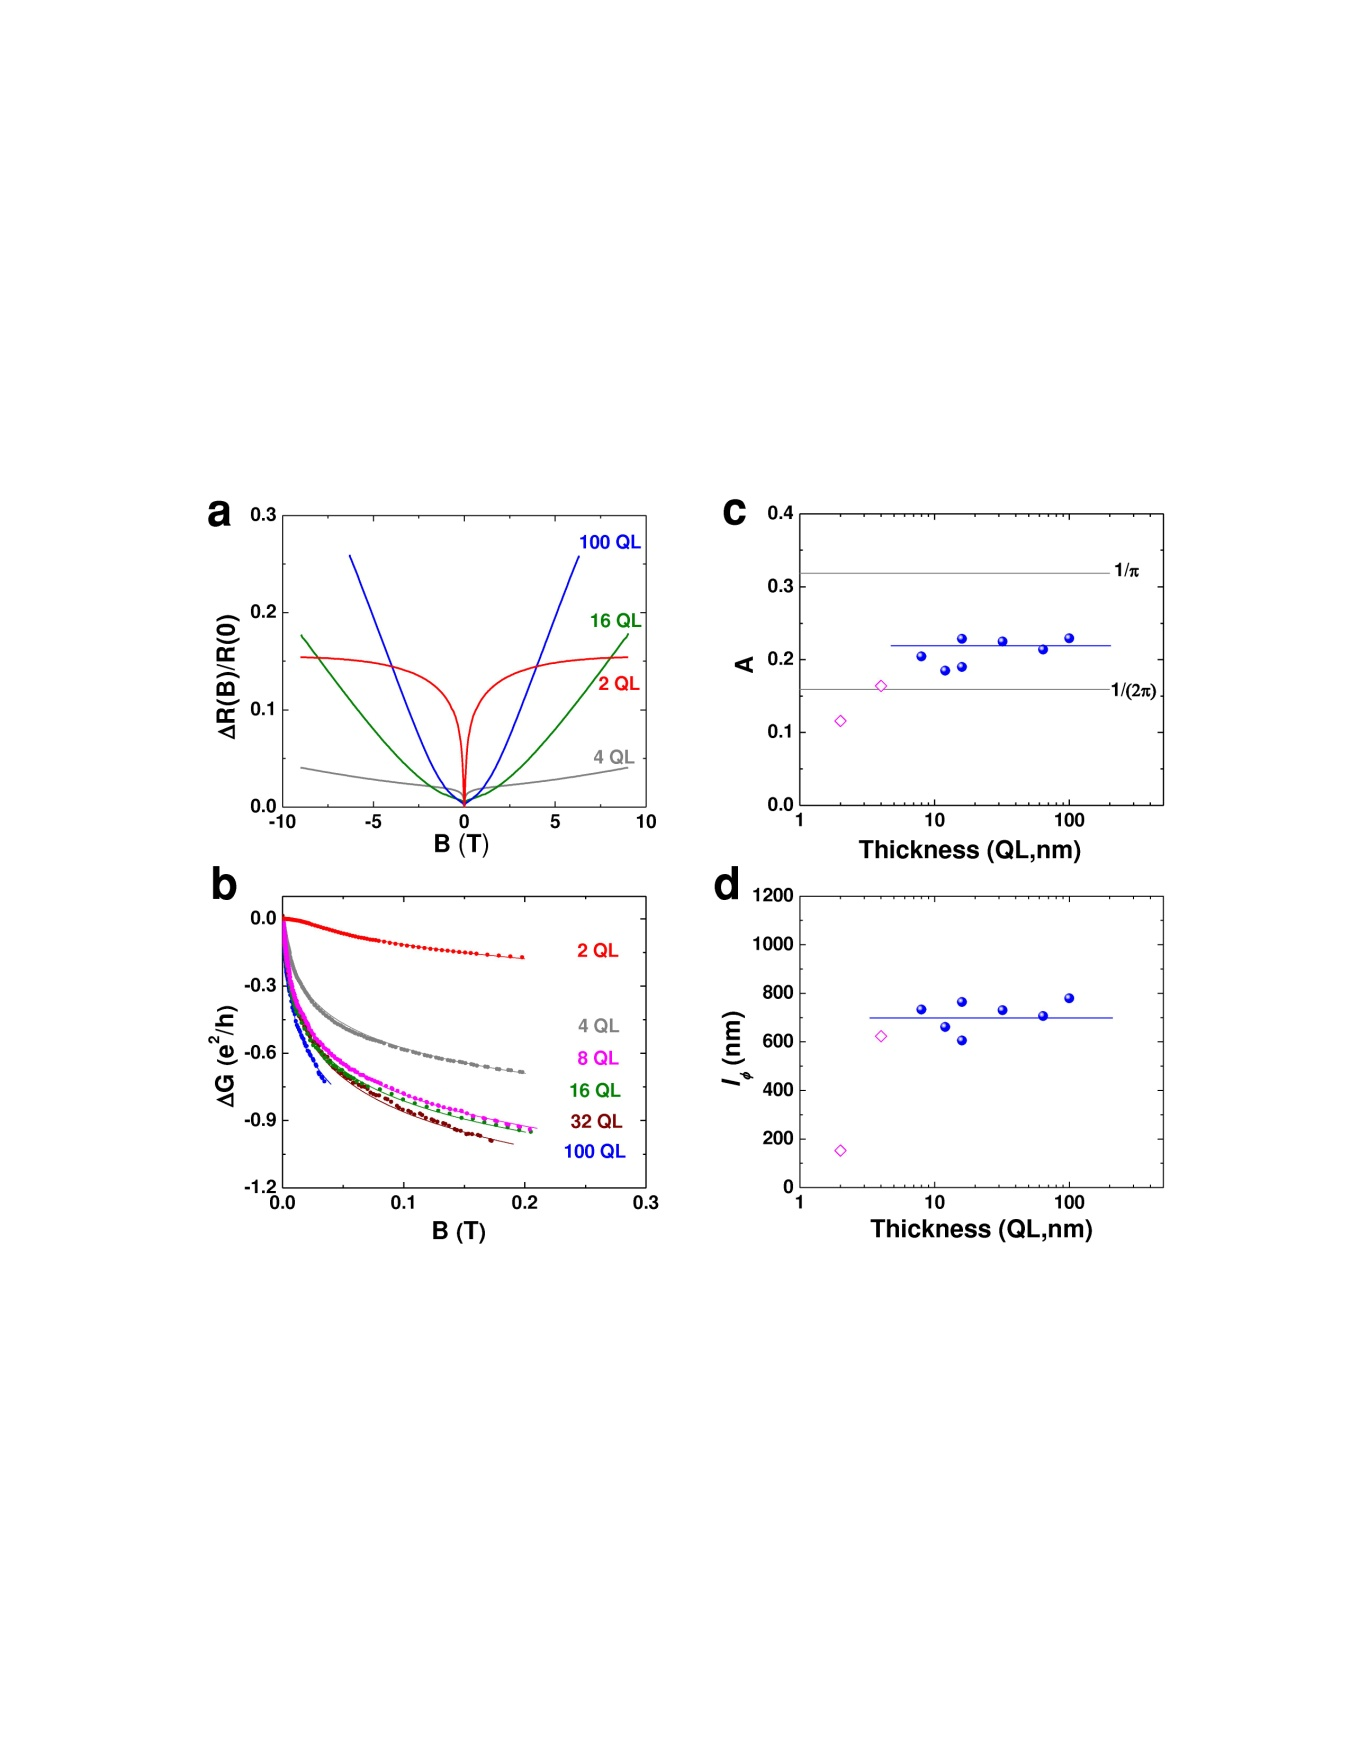 a
0.3
0.2
0.1
0.0
ΔR(B)/R(0)
100 QL
16 QL
2 QL
4 QL
-10
-5
0
5
10
B (T)
b
0.0
-0.3
-0.6
-0.9
-1.2
ΔG (e²/h)
2 QL
4 QL
8 QL
16 QL
32 QL
100 QL
0.0
0.1
0.2
0.3
B (T)
c
0.4
0.3
0.2
0.1
0.0
A
1/π
1/(2π)
1
10
100
Thickness (QL,nm)
d
1200
1000
800
600
400
200
0
lϕ (nm)
1
10
100
Thickness (QL,nm)